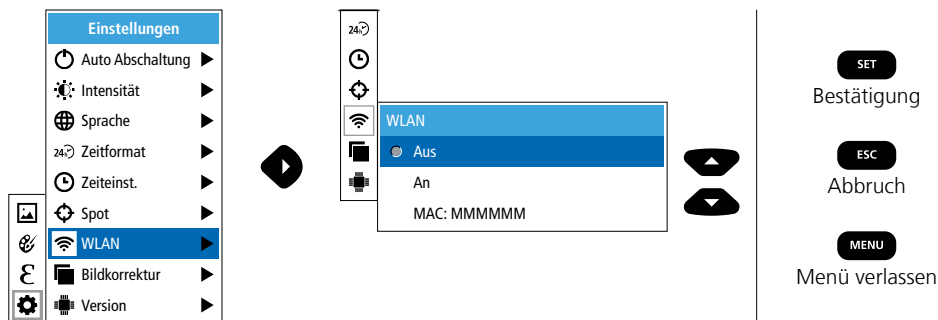 Einstellungen
Auto Abschaltung
Intensität
Sprache
24h Zeitformat
Zeiteinst.
Spot
WLAN
Bildkorrektur
Version
24h
WLAN
Aus
An
MAC: MMMMMM
SET
Bestätigung
ESC
Abbruch
MENU
Menü verlassen